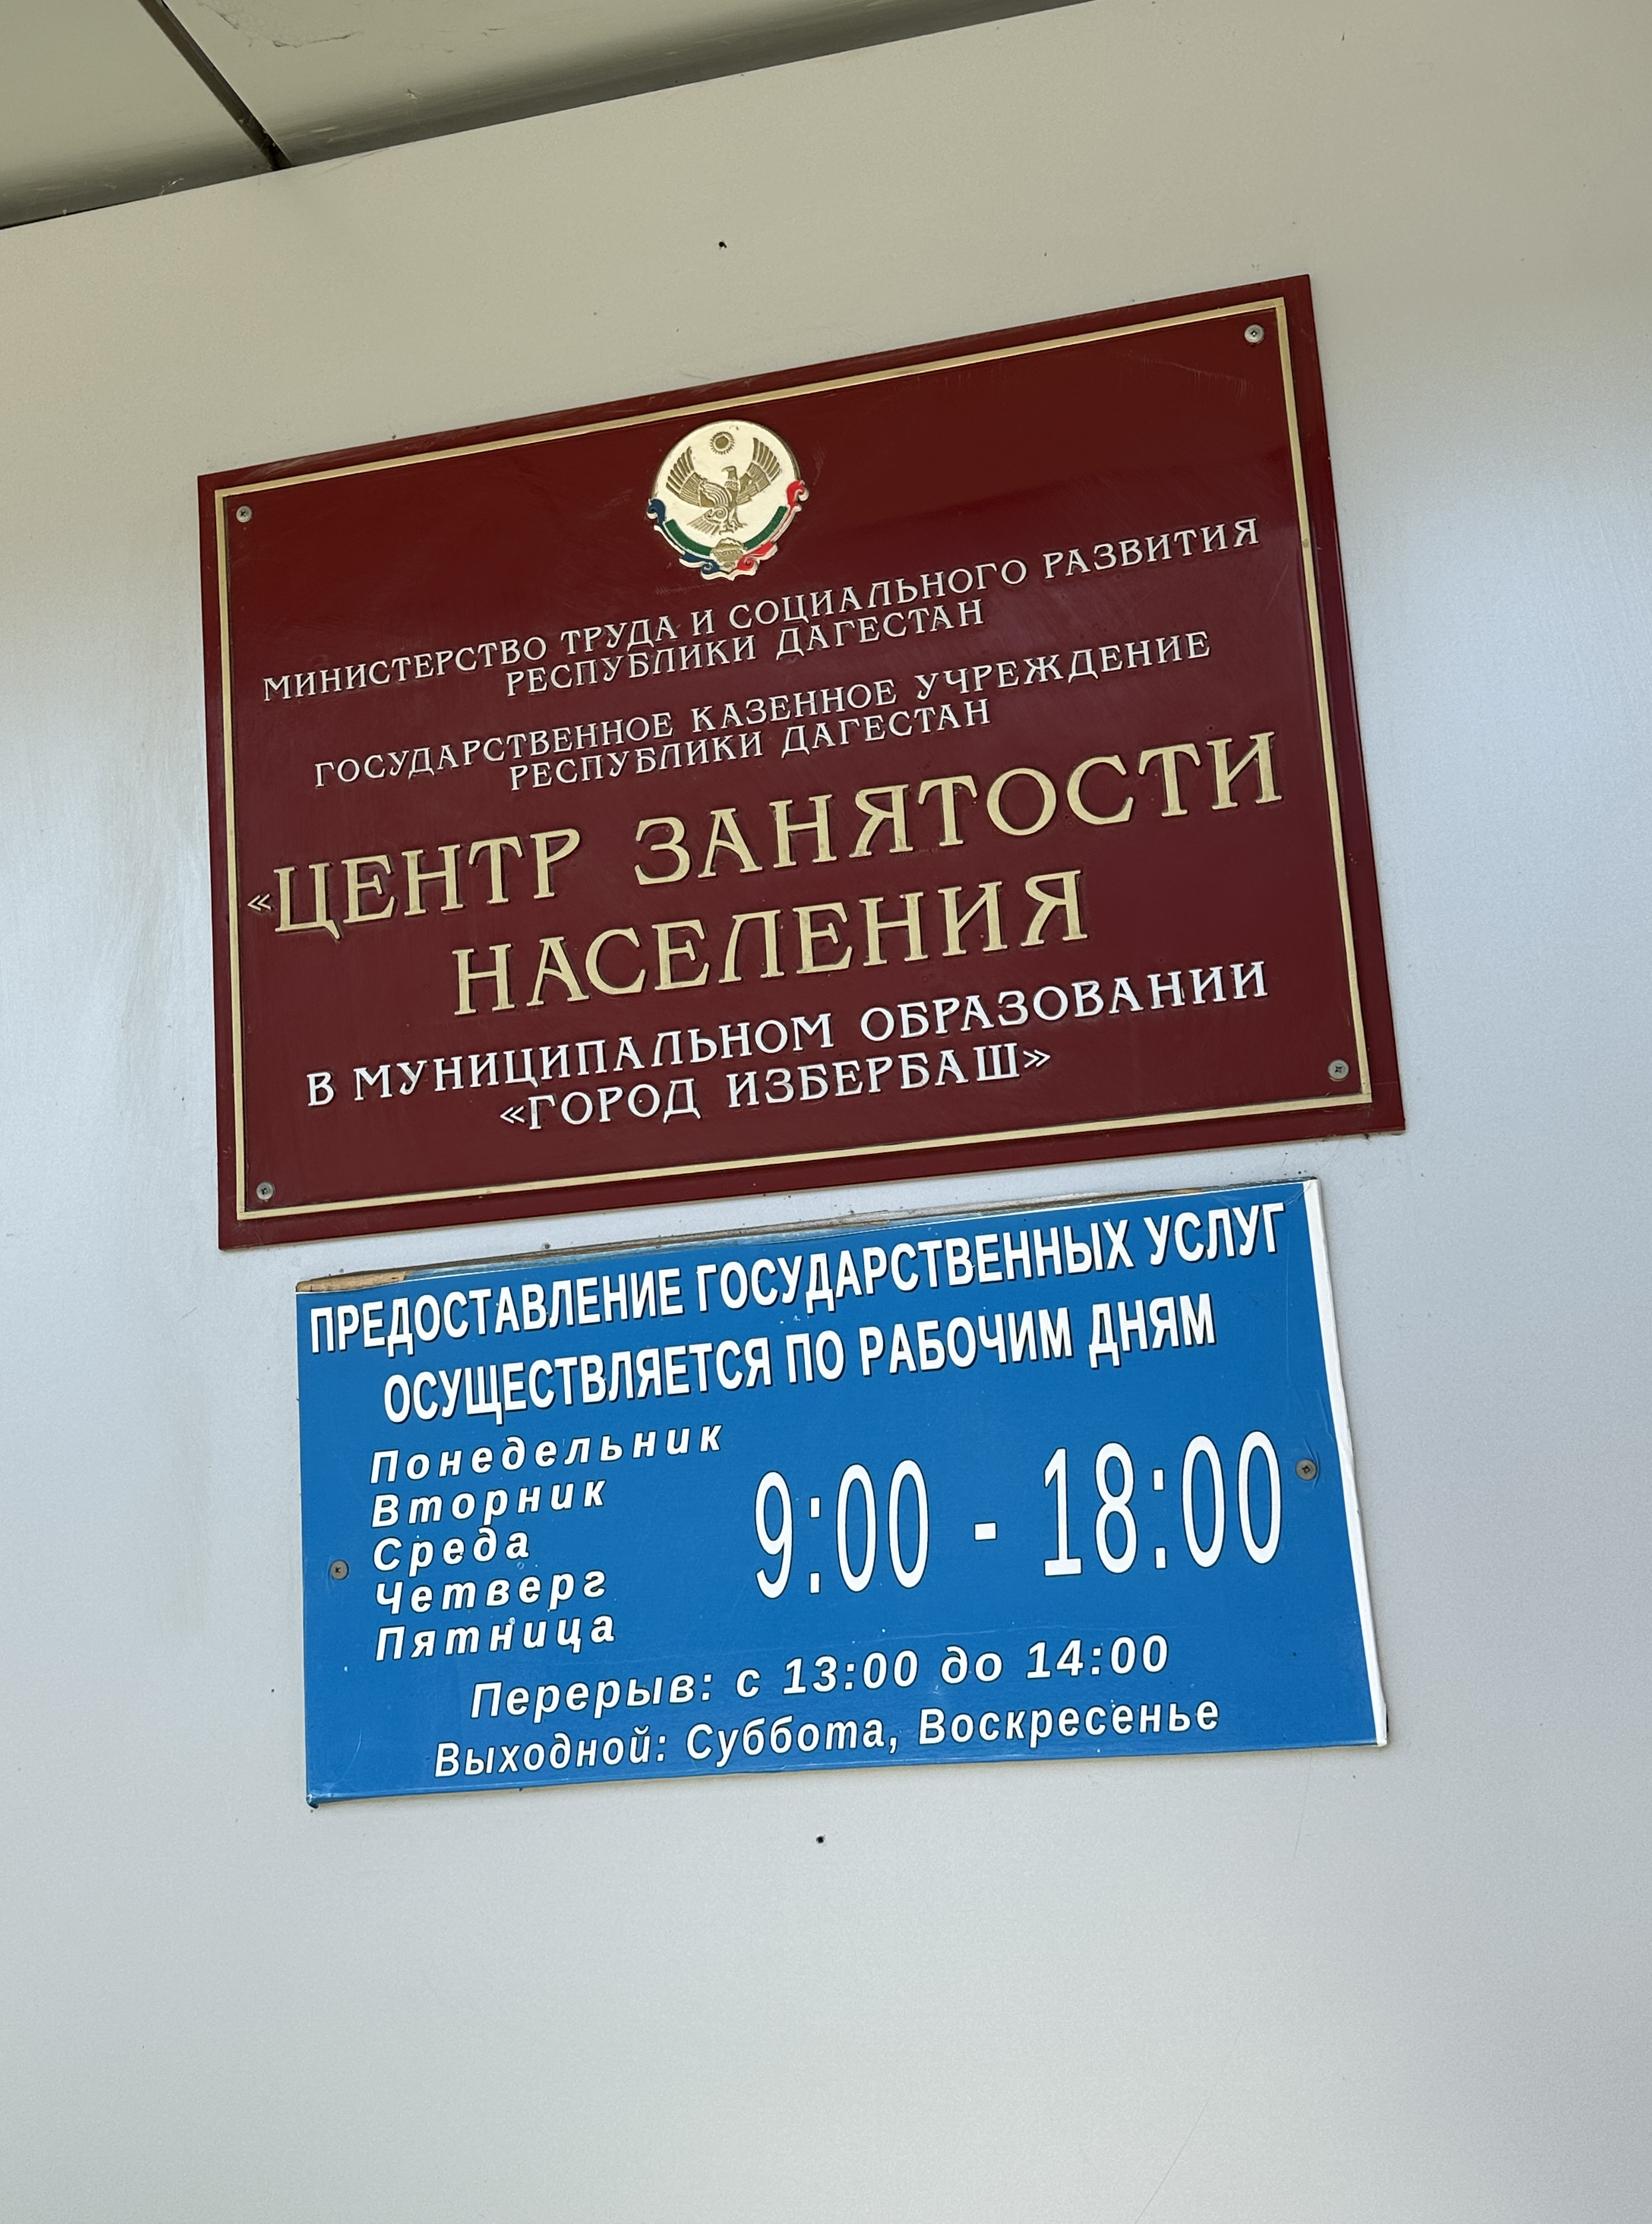 МИНИСТЕРСТВО ТРУДА И СОЦИАЛЬНОГО РАЗВИТИЯ
РЕСПУБЛИКИ ДАГЕСТАН
ГОСУДАРСТВЕННОЕ КАЗЕННОЕ УЧРЕЖДЕНИЕ
РЕСПУБЛИКИ ДАГЕСТАН
«ЦЕНТР ЗАНЯТОСТИ
НАСЕЛЕНИЯ
В МУНИЦИПАЛЬНОМ ОБРАЗОВАНИИ
«ГОРОД ИЗБЕРБАШ»
ПРЕДОСТАВЛЕНИЕ ГОСУДАРСТВЕННЫХ УСЛУГ
ОСУЩЕСТВЛЯЕТСЯ ПО РАБОЧИМ ДНЯМ
Понедельник
Вторник
Среда
Четверг
Пятница
9:00 - 18:00
Перерыв: с 13:00 до 14:00
Выходной: Суббота, Воскресенье